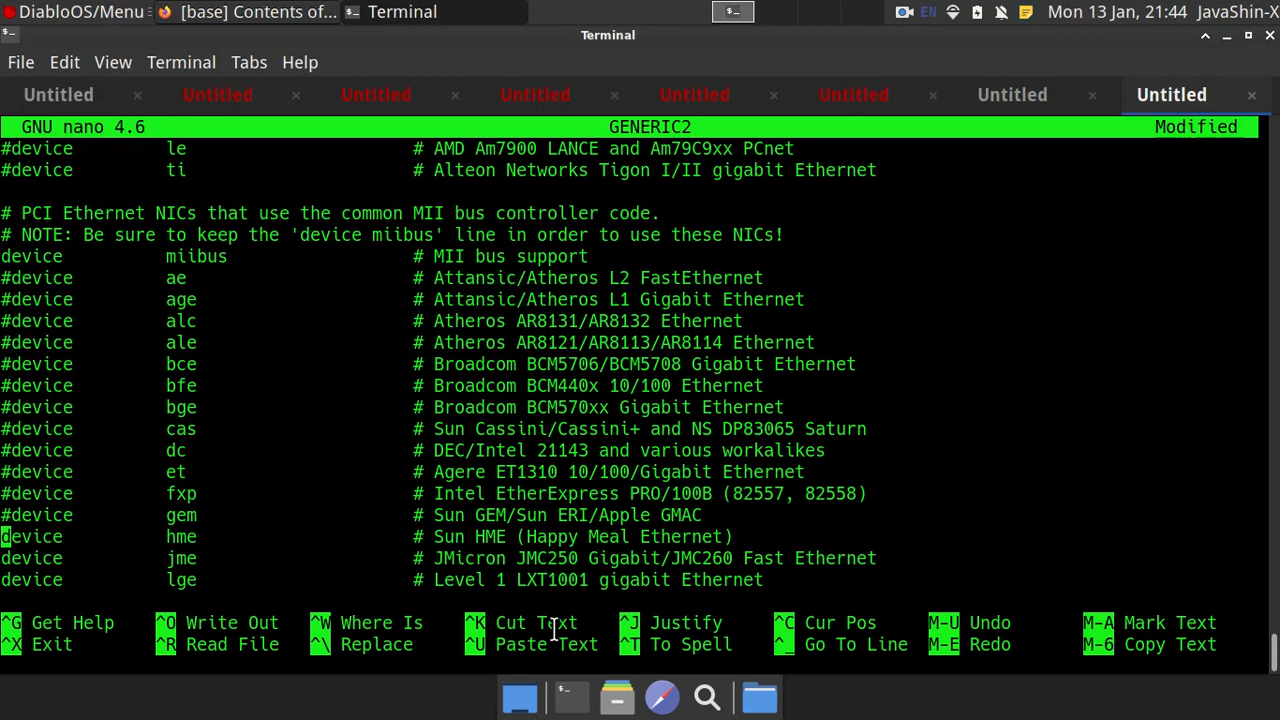 DiabloOS/Menu [base] Contents of... Terminal EN Mon 13 Jan, 21:44 JavaShin-X
Terminal
File Edit View Terminal Tabs Help
Untitled × Untitled × Untitled × Untitled × Untitled × Untitled × Untitled × Untitled ×
GNU nano 4.6 GENERIC2 Modified
#device le # AMD Am7900 LANCE and Am79C9xx PCnet
#device ti # Alteon Networks Tigon I/II gigabit Ethernet
# PCI Ethernet NICs that use the common MII bus controller code.
# NOTE: Be sure to keep the 'device miibus' line in order to use these NICs!
device miibus # MII bus support
#device ae # Attansic/Atheros L2 FastEthernet
#device age # Attansic/Atheros L1 Gigabit Ethernet
#device alc # Atheros AR8131/AR8132 Ethernet
#device ale # Atheros AR8121/AR8113/AR8114 Ethernet
#device bce # Broadcom BCM5706/BCM5708 Gigabit Ethernet
#device bfe # Broadcom BCM440x 10/100 Ethernet
#device bge # Broadcom BCM570xx Gigabit Ethernet
#device cas # Sun Cassini/Cassini+ and NS DP83065 Saturn
#device dc # DEC/Intel 21143 and various workalikes
#device et # Agere ET1310 10/100/Gigabit Ethernet
#device fxp # Intel EtherExpress PRO/100B (82557, 82558)
#device gem # Sun GEM/Sun ERI/Apple GMAC
device hme # Sun HME (Happy Meal Ethernet)
device jme # JMicron JMC250 Gigabit/JMC260 Fast Ethernet
device lge # Level 1 LXT1001 gigabit Ethernet
^G Get Help ^O Write Out ^W Where Is ^K Cut Text ^J Justify ^C Cur Pos M-U Undo M-A Mark Text
^X Exit ^R Read File ^\ Replace ^U Paste Text ^T To Spell ^_ Go To Line M-E Redo M-6 Copy Text